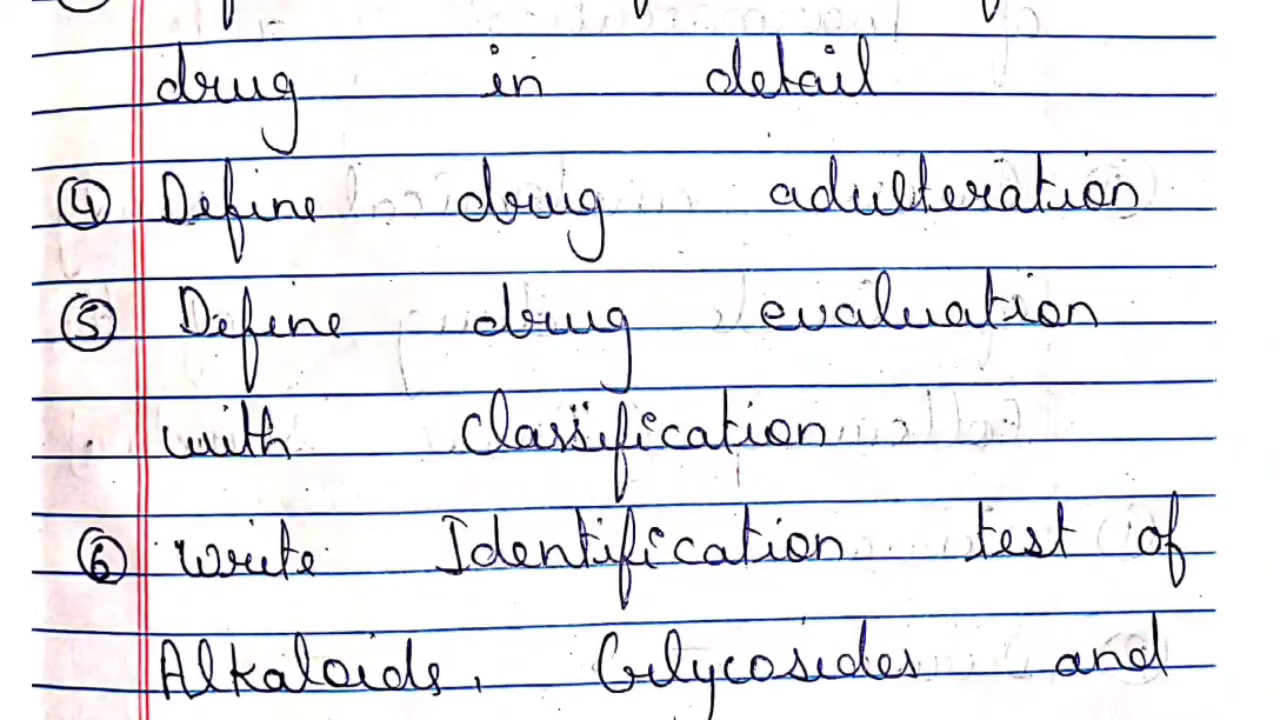 drug in detail
④ Define drug adulteration
⑤ Define drug evaluation
with classification
⑥ write Identification test of
Alkaloids, Glycosides and